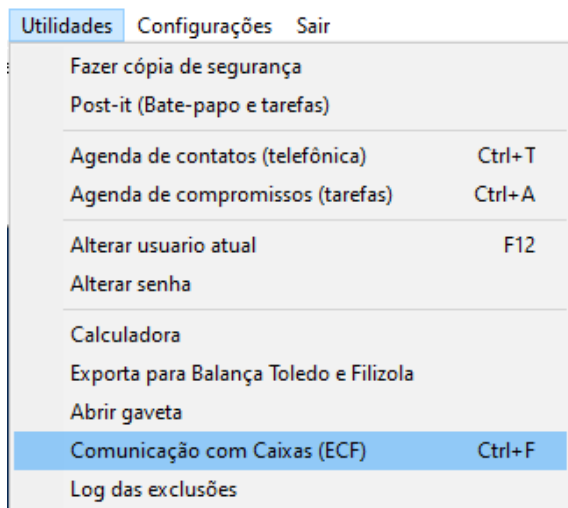 Utilidades Configurações Sair
Fazer cópia de segurança
Post-it (Bate-papo e tarefas)
Agenda de contatos (telefônica) Ctrl+T
Agenda de compromissos (tarefas) Ctrl+A
Alterar usuario atual F12
Alterar senha
Calculadora
Exporta para Balança Toledo e Filizola
Abrir gaveta
Comunicação com Caixas (ECF) Ctrl+F
Log das exclusões